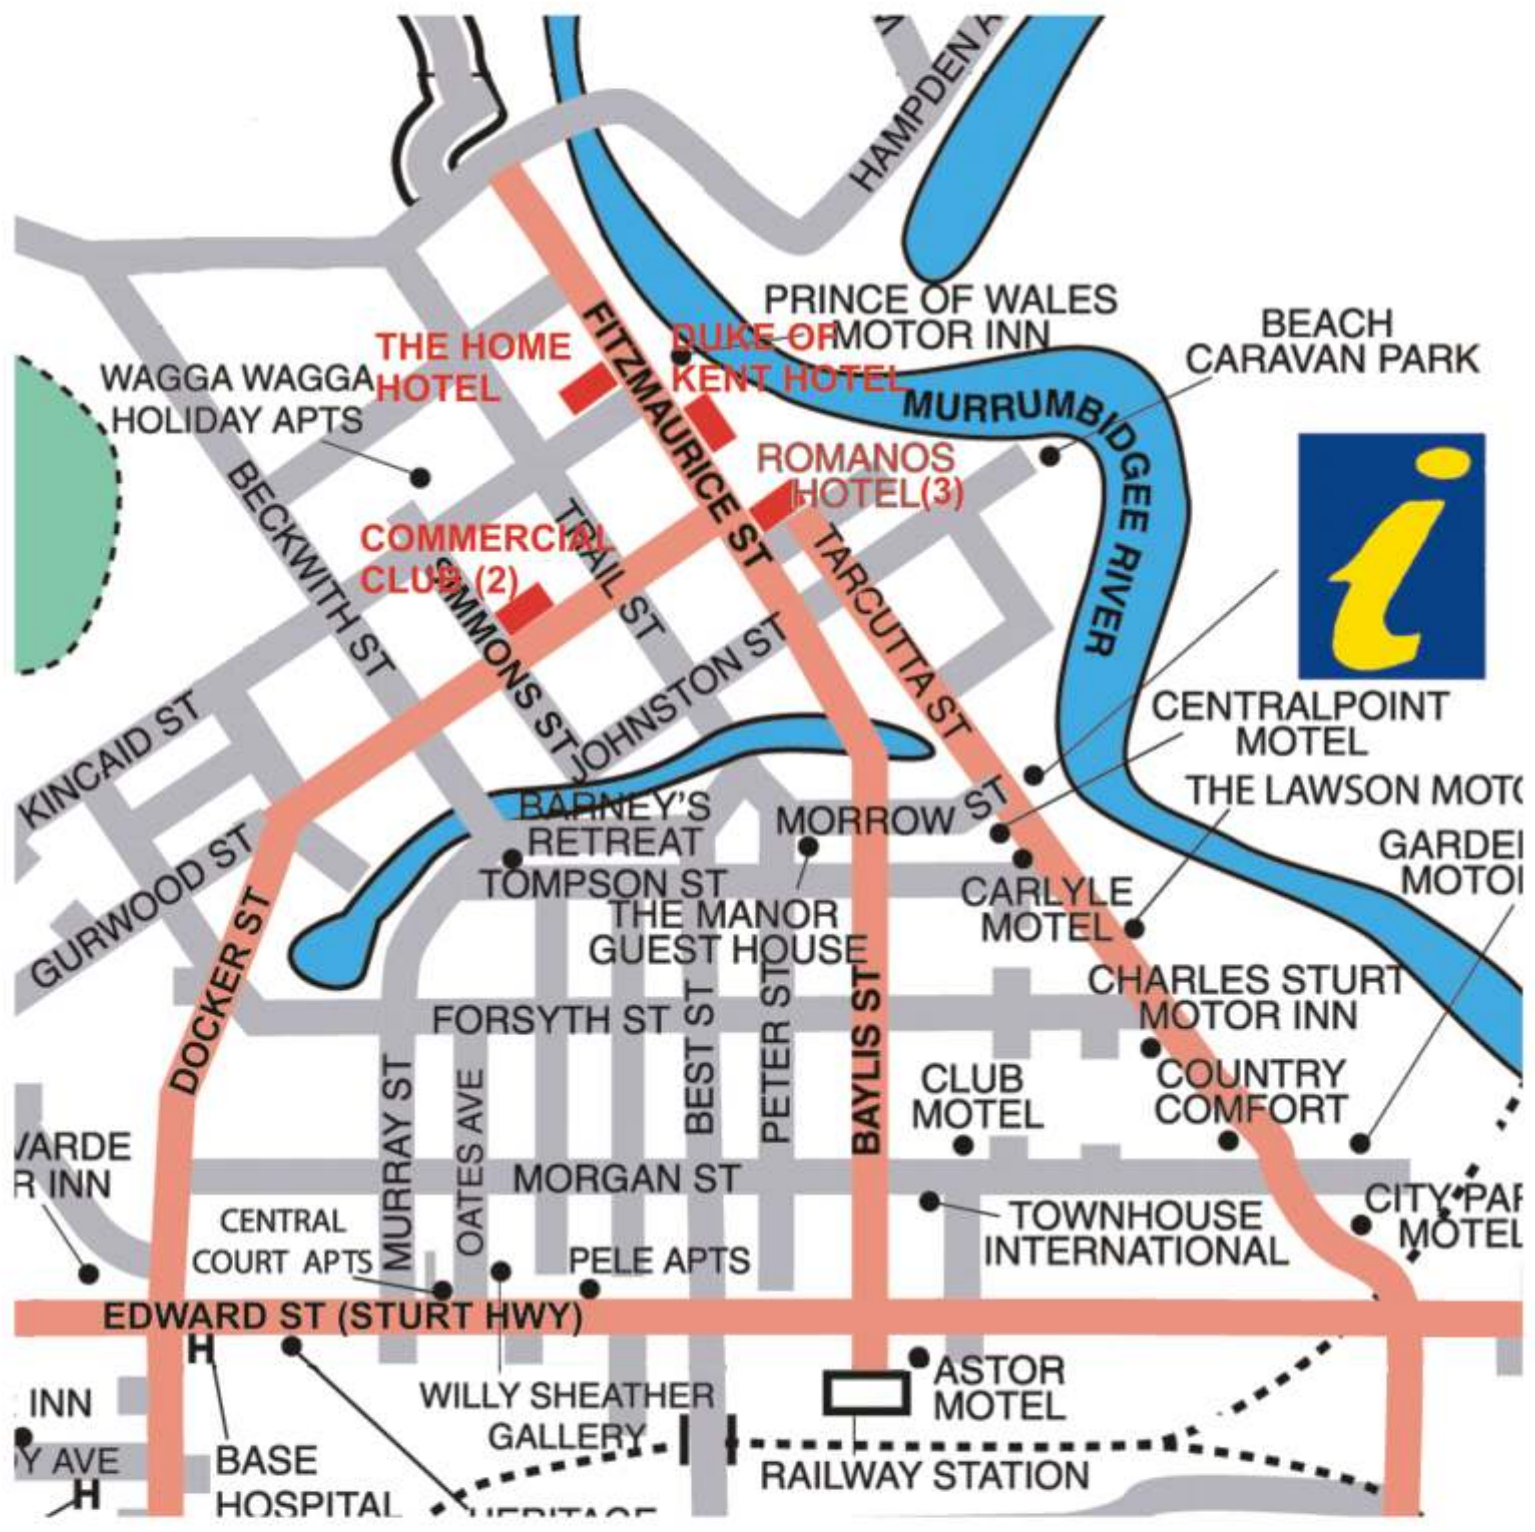 HAMPDEN A
PRINCE OF WALES
MOTOR INN
BEACH
CARAVAN PARK
THE HOME
HOTEL
DUKE OF
KENT HOTEL
FITZMAURICE ST
WAGGA WAGGA
HOLIDAY APTS
MURRUMBIDGEE RIVER
ROMANOS
HOTEL(3)
i
BECKWITH ST
COMMERCIAL
CLUB (2)
TRAIL ST
SIMMONS ST
TARCUTTA ST
JOHNSTON ST
KINCAID ST
CENTRALPOINT
MOTEL
BARNEY'S
RETREAT
MORROW ST
THE LAWSON MOTO
GURWOOD ST
TOMPSON ST
GARDE
MOTO
THE MANOR
GUEST HOUSE
CARLYLE
MOTEL
DOCKER ST
FORSYTH ST
BEST ST
PETER ST
BAYLIS ST
CHARLES STURT
MOTOR INN
MURRAY ST
OATES AVE
CLUB
MOTEL
COUNTRY
COMFORT
VARDE
R INN
MORGAN ST
CENTRAL
COURT APTS
PELE APTS
TOWNHOUSE
INTERNATIONAL
CITY PAR
MOTEL
EDWARD ST (STURT HWY)
H
INN
WILLY SHEATHER
GALLERY
ASTOR
MOTEL
Y AVE
H
BASE
HOSPITAL
RAILWAY STATION
HERITAGE